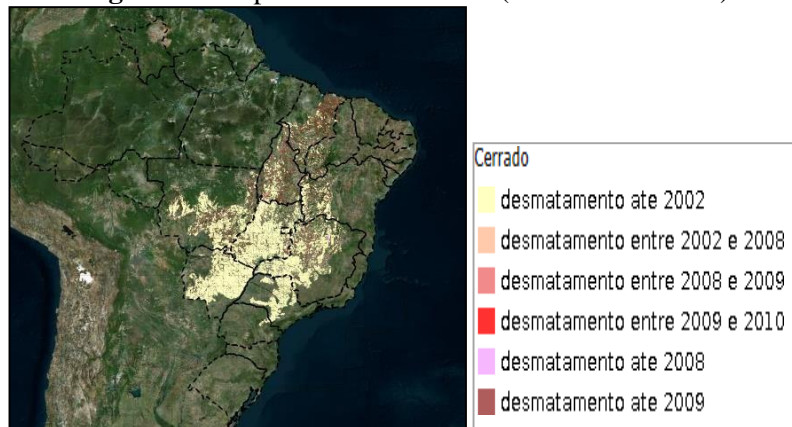 Cerrado
desmatamento ate 2002
desmatamento entre 2002 e 2008
desmatamento entre 2008 e 2009
desmatamento entre 2009 e 2010
desmatamento ate 2008
desmatamento ate 2009